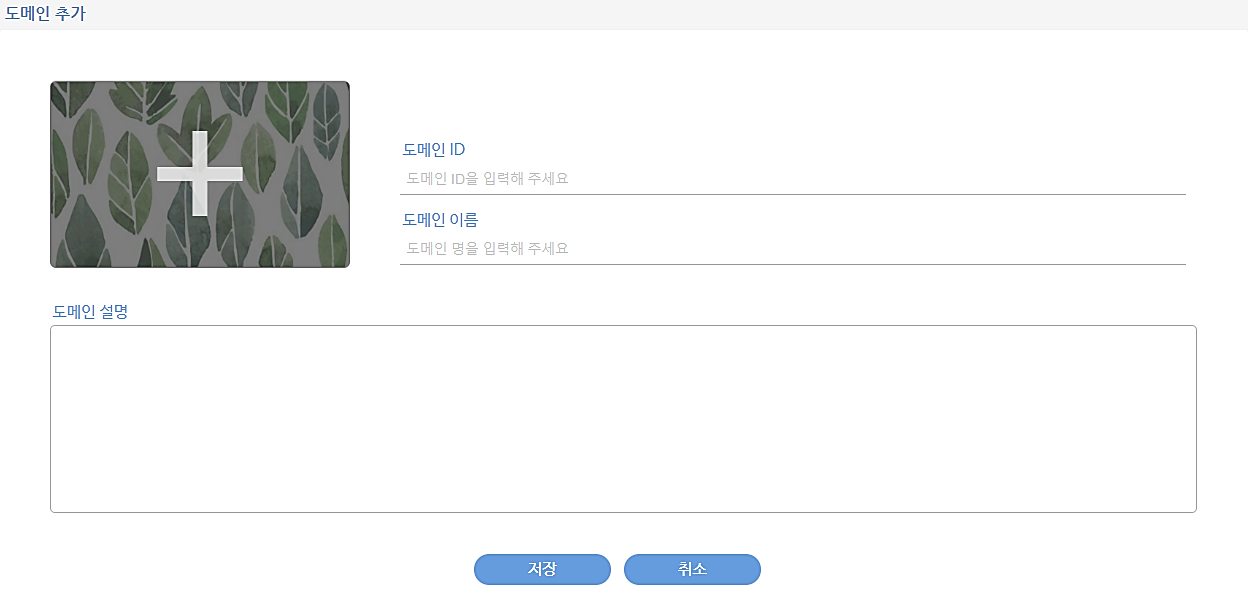 도메인 추가
도메인 ID
도메인 ID을 입력해 주세요
도메인 이름
도메인 명을 입력해 주세요
도메인 설명
저장
취소